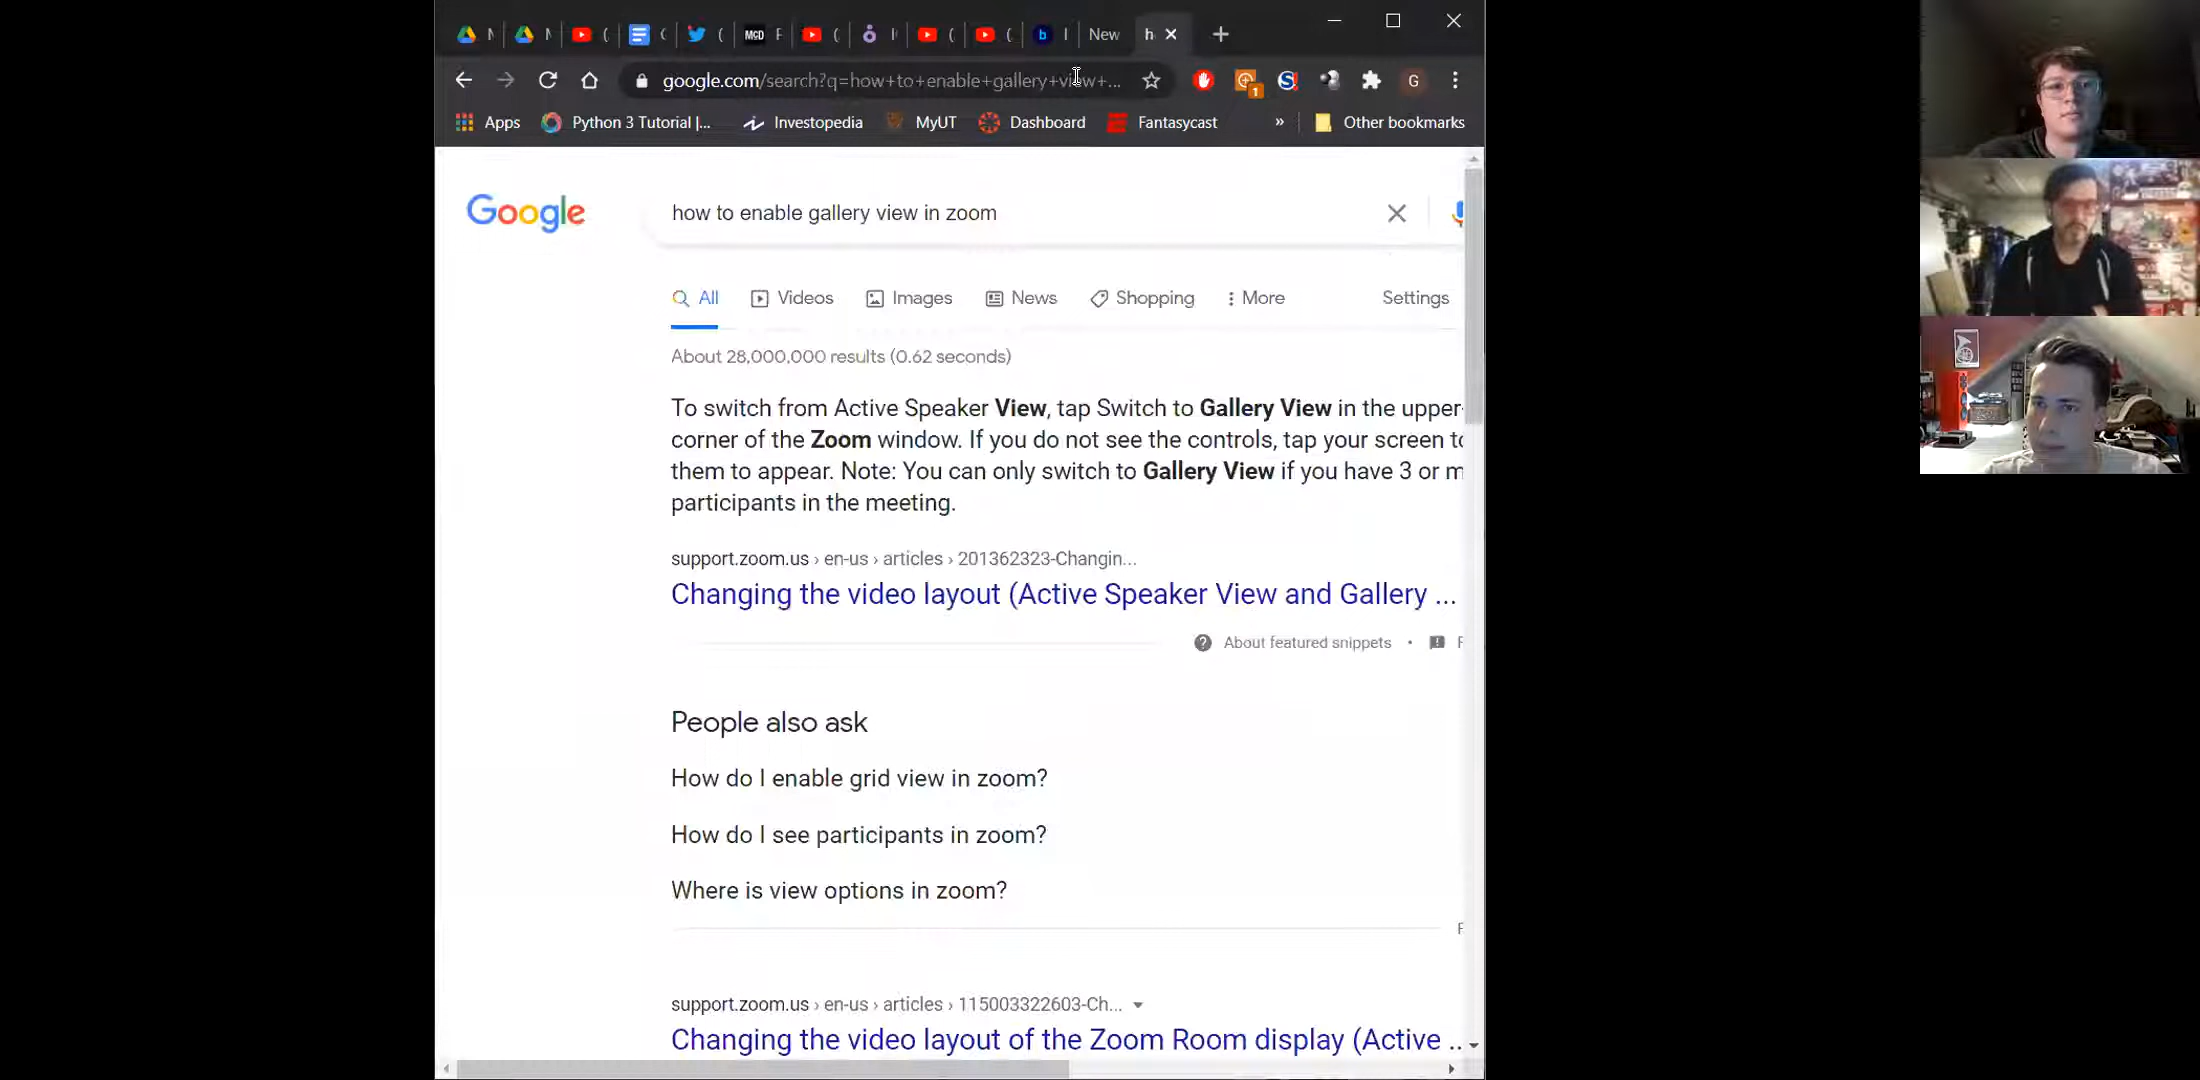 MCD
New
h
google.com/search?q=how+to+enable+gallery+view+...
1
G
Apps
Python 3 Tutorial |...
Investopedia
MyUT
Dashboard
Fantasycast
»
Other bookmarks
Google
how to enable gallery view in zoom
All
Videos
Images
News
Shopping
More
Settings
About 28,000,000 results (0.62 seconds)
To switch from Active Speaker View, tap Switch to Gallery View in the upper-
corner of the Zoom window. If you do not see the controls, tap your screen to
them to appear. Note: You can only switch to Gallery View if you have 3 or m
participants in the meeting.
support.zoom.us › en-us › articles › 201362323-Changin...
Changing the video layout (Active Speaker View and Gallery ...
About featured snippets
People also ask
How do I enable grid view in zoom?
How do I see participants in zoom?
Where is view options in zoom?
support.zoom.us › en-us › articles › 115003322603-Ch...
Changing the video layout of the Zoom Room display (Active ..